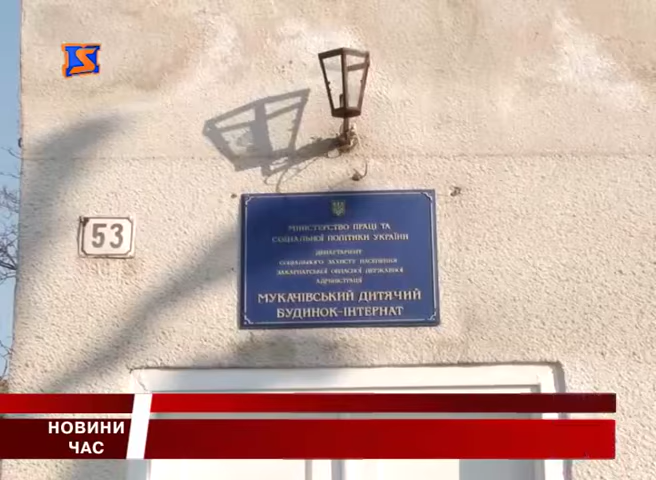 53
МІНІСТЕРСТВО ПРАЦІ ТА
СОЦІАЛЬНОЇ ПОЛІТИКИ УКРАЇНИ
ДЕПАРТАМЕНТ
СОЦІАЛЬНОГО ЗАХИСТУ НАСЕЛЕННЯ
ЗАКАРПАТСЬКОЇ ОБЛАСНОЇ ДЕРЖАВНОЇ
АДМІНІСТРАЦІЇ
МУКАЧІВСЬКИЙ ДИТЯЧИЙ
БУДИНОК-ІНТЕРНАТ
НОВИНИ
ЧАС